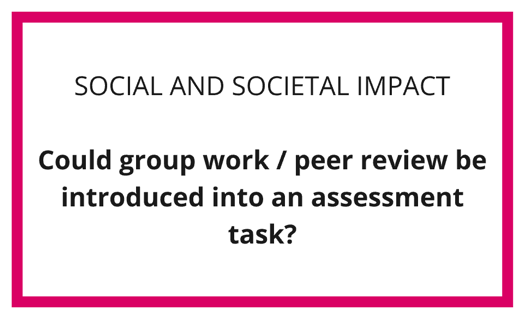 SOCIAL AND SOCIETAL IMPACT
Could group work / peer review be
introduced into an assessment
task?